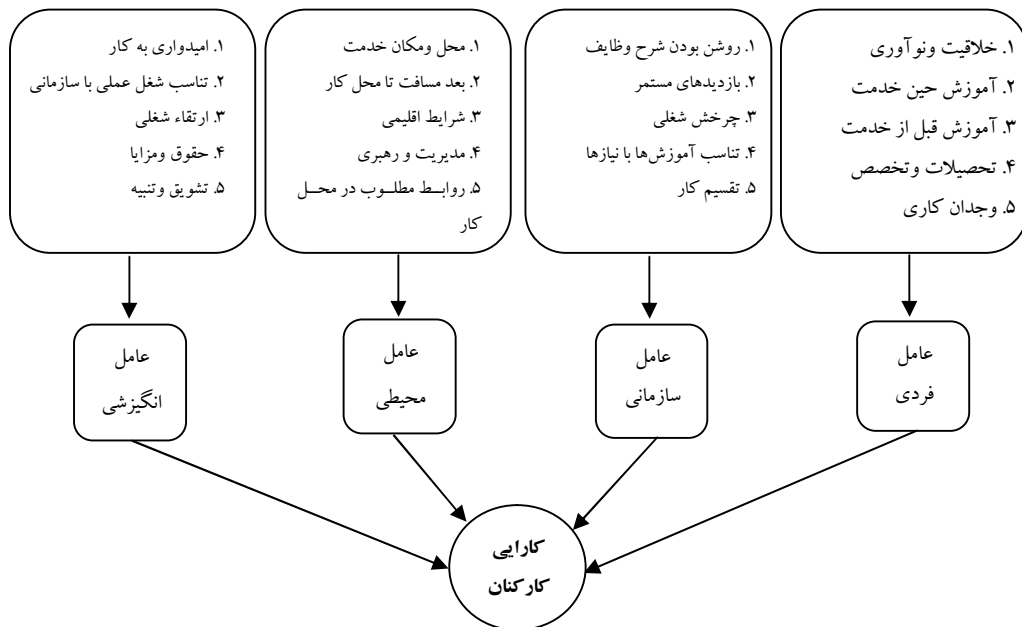 ۱. خلاقیت ونوآوری
۲. آموزش حین خدمت
۳. آموزش قبل از خدمت
۴. تحصیلات وتخصص
۵. وجدان کاری
۱. روشن بودن شرح وظایف
۲. بازدیدهای مستمر
۳. چرخش شغلی
۴. تناسب آموزش‌ها با نیازها
۵. تقسیم کار
۱. محل ومکان خدمت
۲. بعد مسافت تا محل کار
۳. شرایط اقلیمی
۴. مدیریت و رهبری
۵. روابـط مطلـوب در محـل
کار
۱. امیدواری به کار
۲. تناسب شغل عملی با سازمانی
۳. ارتقاء شغلی
۴. حقوق ومزایا
۵. تشویق وتنبیه
عامل
فردی
عامل
سازمانی
عامل
محیطی
عامل
انگیزشی
کارایی
کارکنان